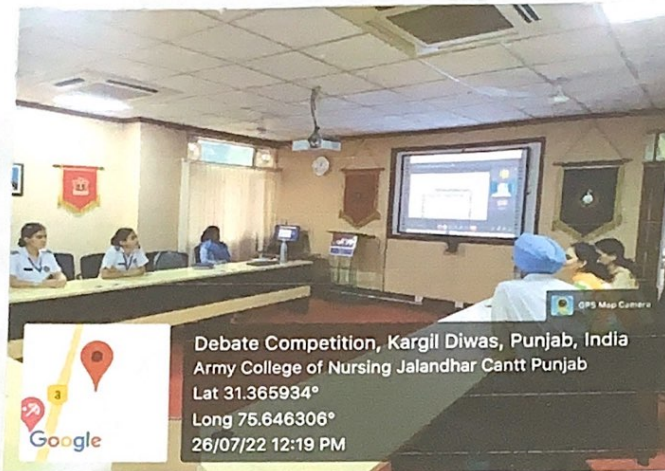 GPS Map Camera
Debate Competition, Kargil Diwas, Punjab, India
Army College of Nursing Jalandhar Cantt Punjab
Lat 31.365934°
Long 75.646306°
26/07/22 12:19 PM
a
Google